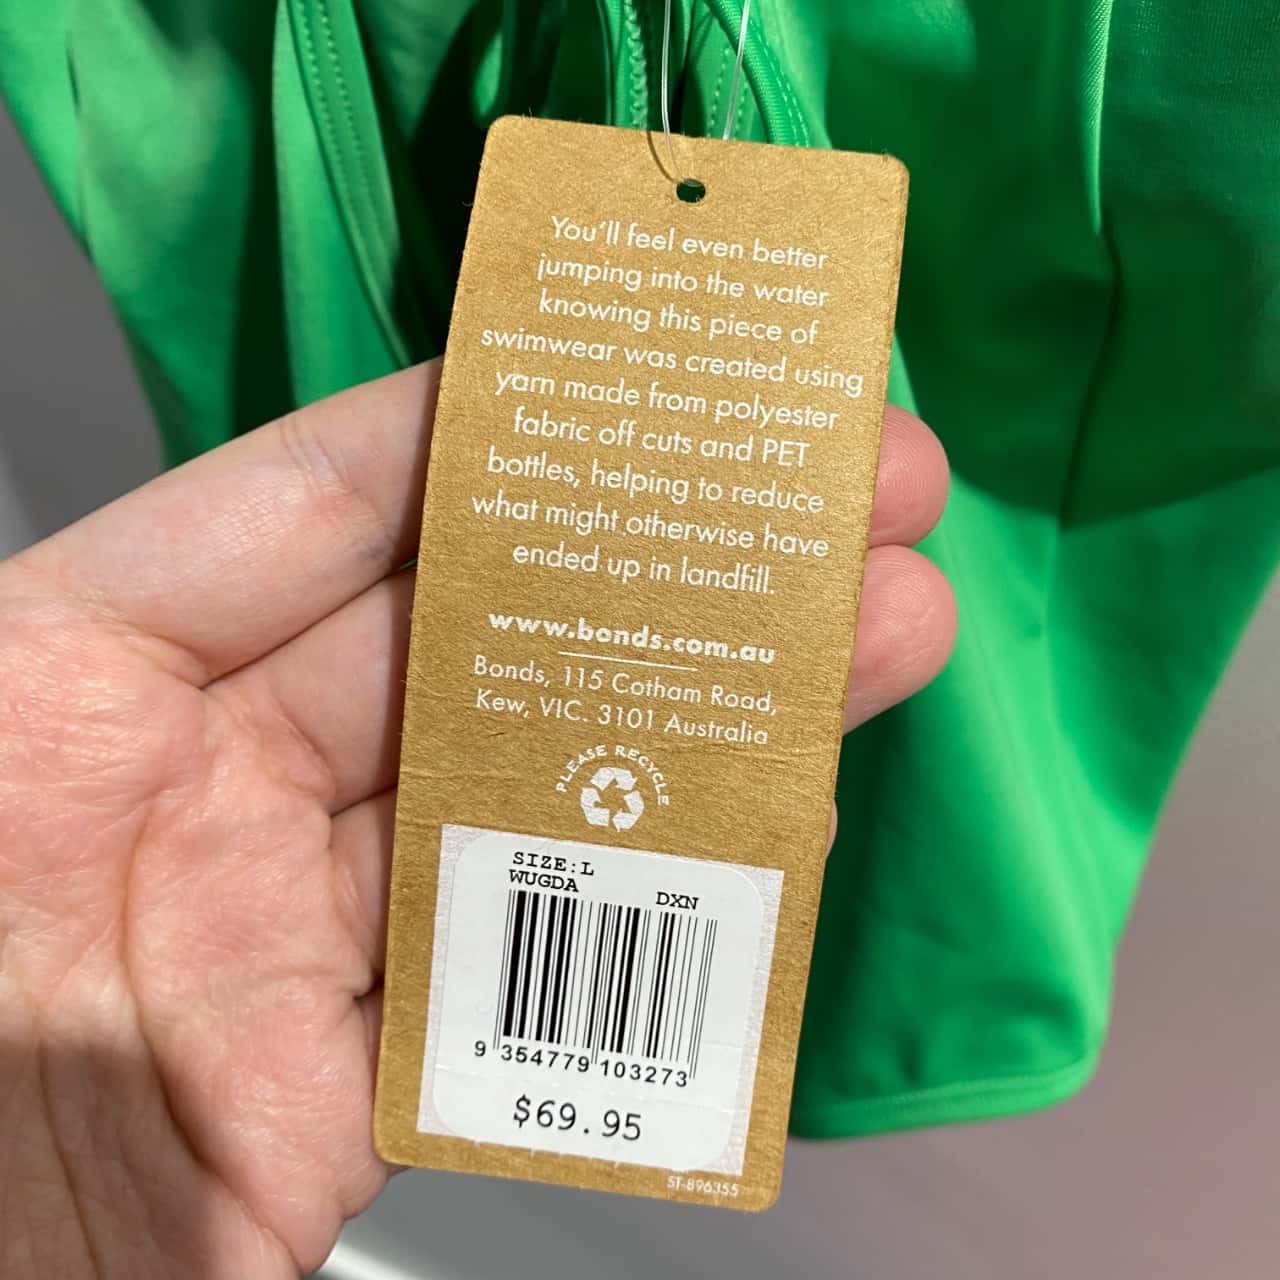 You'll feel even better
jumping into the water
knowing this piece of
swimwear was created using
yarn made from polyester
fabric off cuts and PET
bottles, helping to reduce
what might otherwise have
ended up in landfill.
www.bonds.com.au
Bonds, 115 Cotham Road,
Kew, VIC. 3101 Australia
PLEASE RECYCLE
SIZE:L
WUGDA DXN
9 354779 103273
$69.95
ST-896355